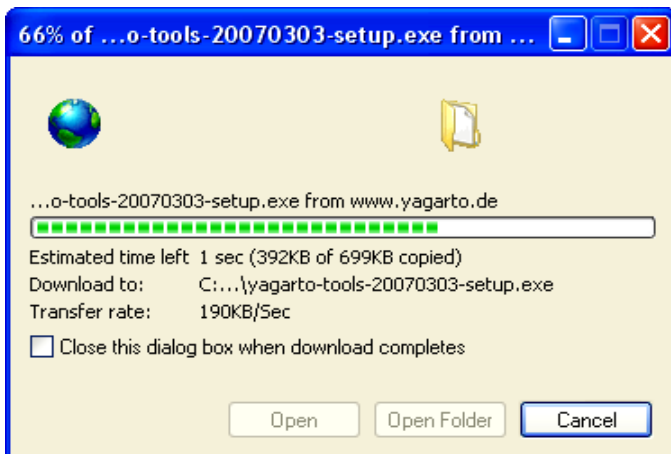 66% of ...o-tools-20070303-setup.exe from ...
...o-tools-20070303-setup.exe from www.yagarto.de
Estimated time left 1 sec (392KB of 699KB copied)
Download to: C:...\yagarto-tools-20070303-setup.exe
Transfer rate: 190KB/Sec
Close this dialog box when download completes
Open Open Folder Cancel